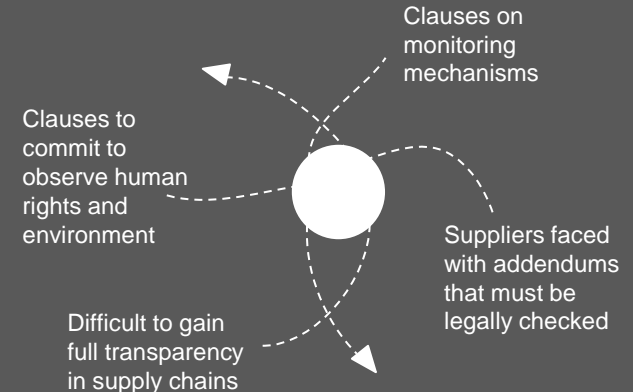 Clauses on
monitoring
mechanisms
Clauses to
commit to
observe human
rights and
environment
Suppliers faced
with addendums
that must be
legally checked
Difficult to gain
full transparency
in supply chains